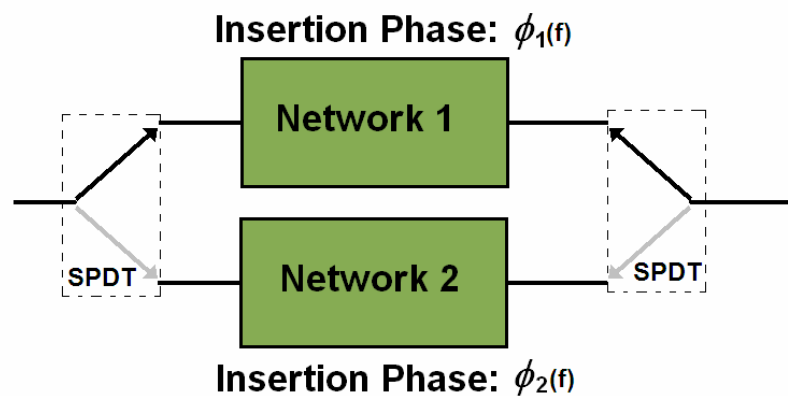 Insertion Phase: ϕ₁(f)
Network 1
SPDT
SPDT
Network 2
Insertion Phase: ϕ₂(f)